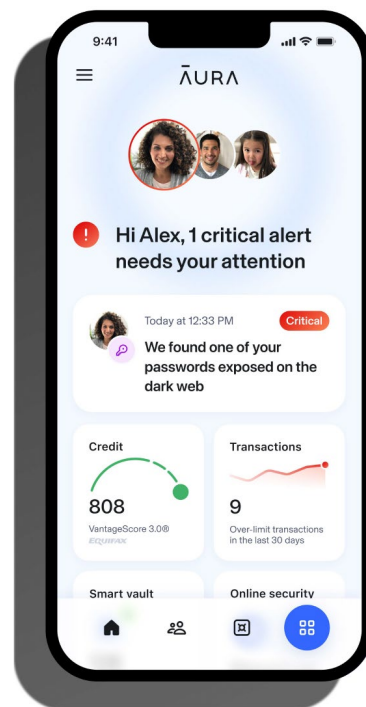 9:41
ĀURA
!
Hi Alex, 1 critical alert
needs your attention
Today at 12:33 PM
Critical
We found one of your
passwords exposed on the
dark web
Credit
808
VantageScore 3.0®
EQUIFAX
Transactions
9
Over-limit transactions
in the last 30 days
Smart vault
Online security